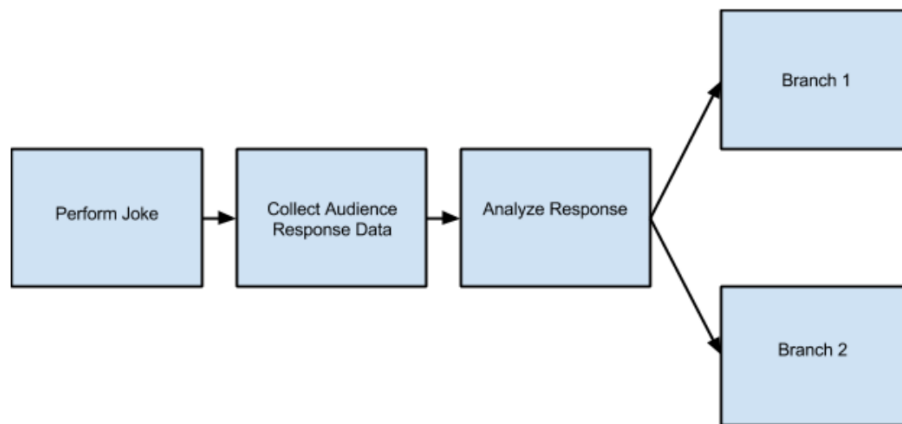 Branch 1
Perform Joke
Collect Audience
Response Data
Analyze Response
Branch 2